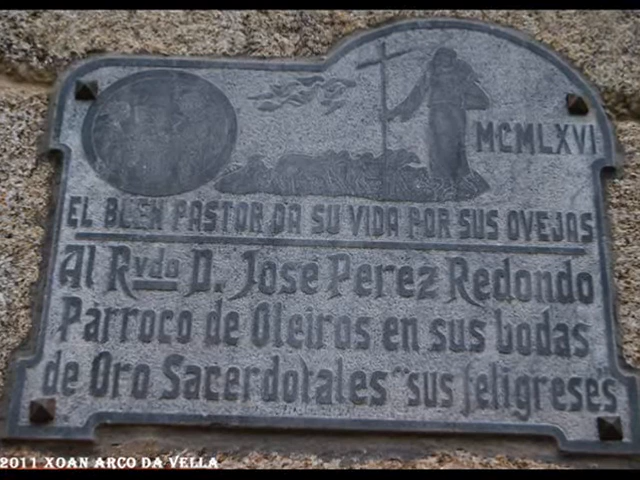 MCMLXVI
EL BUEN PASTOR DA SU VIDA POR SUS OVEJAS
Al Rvdo D. Jose Perez Redondo
Parroco de Oleiros en sus bodas
de Oro Sacerdotales "sus feligreses"
2011 XOAN ARCO DA VELLA